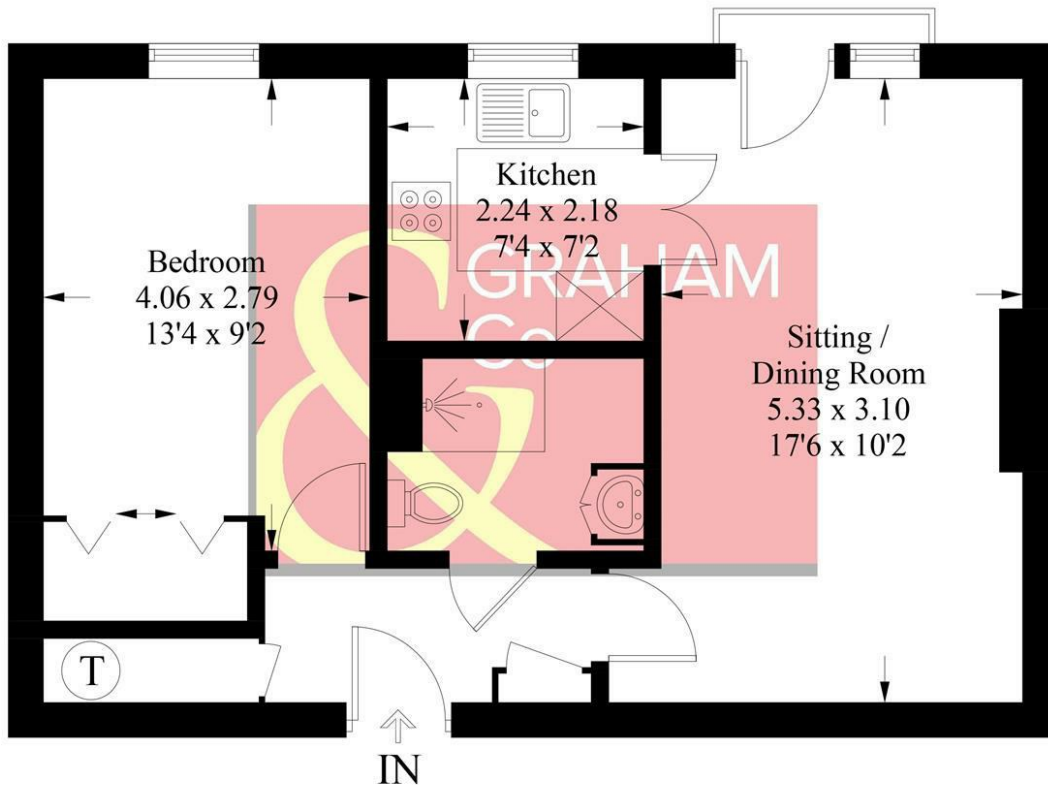 Bedroom
4.06 x 2.79
13'4 x 9'2
Kitchen
2.24 x 2.18
7'4 x 7'2
&
GRAHAM
Co
Sitting /
Dining Room
5.33 x 3.10
17'6 x 10'2
T
IN